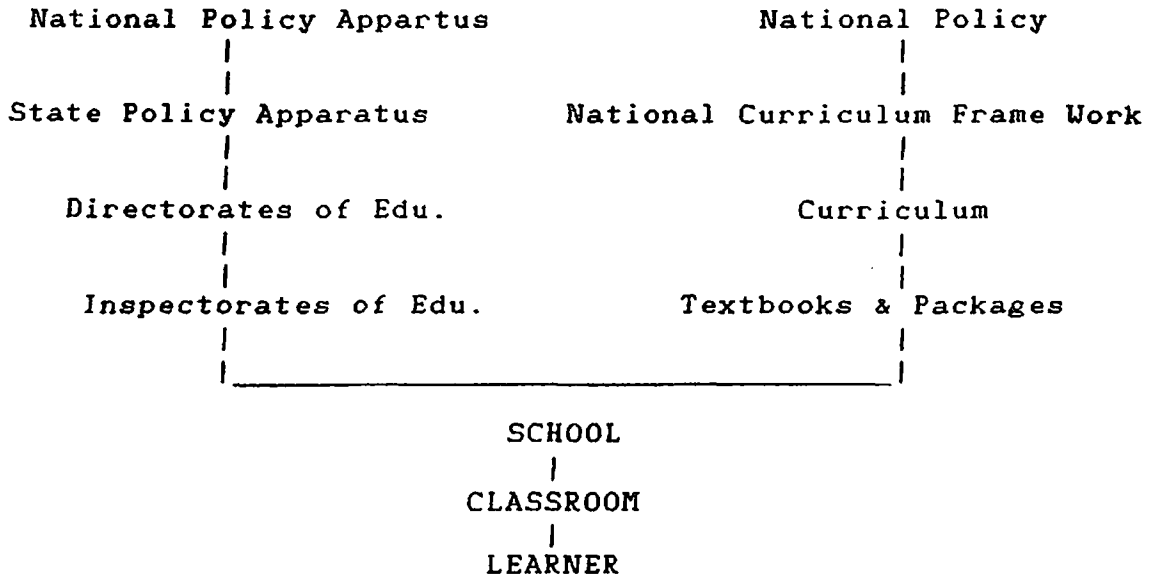 National Policy Appartus National Policy
State Policy Apparatus National Curriculum Frame Work
Directorates of Edu. Curriculum
Inspectorates of Edu. Textbooks & Packages
SCHOOL
CLASSROOM
LEARNER